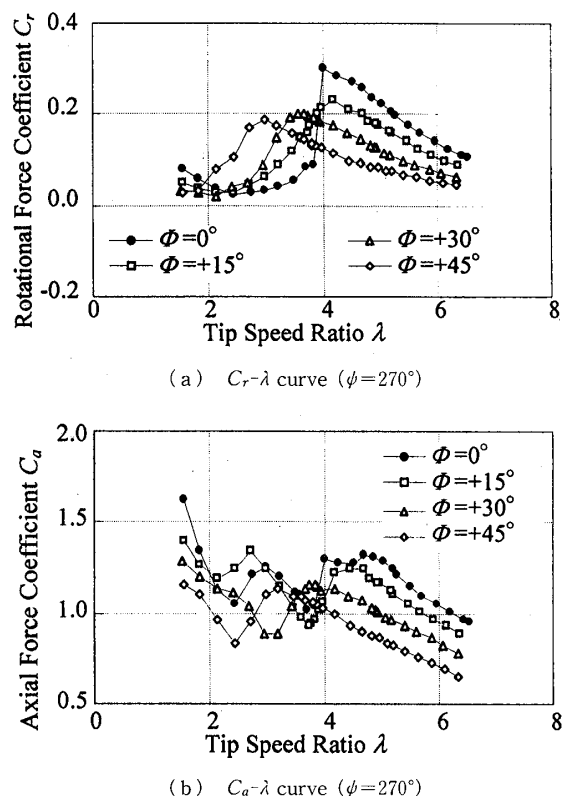 Rotational Force Coefficient Cr
0.4
0.2
0.0
-0.2
Φ=0°
Φ=+15°
Φ=+30°
Φ=+45°
0 2 4 6 8
Tip Speed Ratio λ
(a) Cr-λ curve (ψ=270°)
Axial Force Coefficient Ca
2.0
1.5
1.0
0.5
Φ=0°
Φ=+15°
Φ=+30°
Φ=+45°
0 2 4 6 8
Tip Speed Ratio λ
(b) Ca-λ curve (ψ=270°)